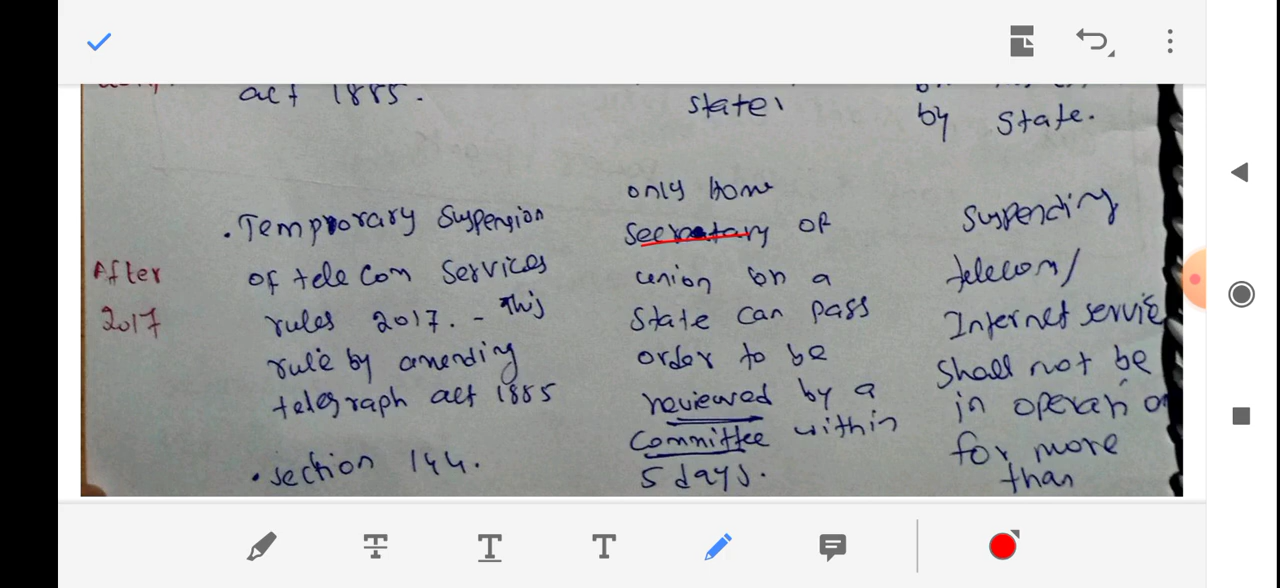 act 1885.
state,
by state.
After
2017
. Temporary Suspension
of telecom Services
rules 2017. - This
rule by amending
telegraph act 1885
. section 144.
only home
Secretary of
union or a
State can pass
order to be
reviewed by a
Committee within
5 days.
Suspending
telecom/
Internet servie
shall not be
in operatio
for more
than
T
T
T